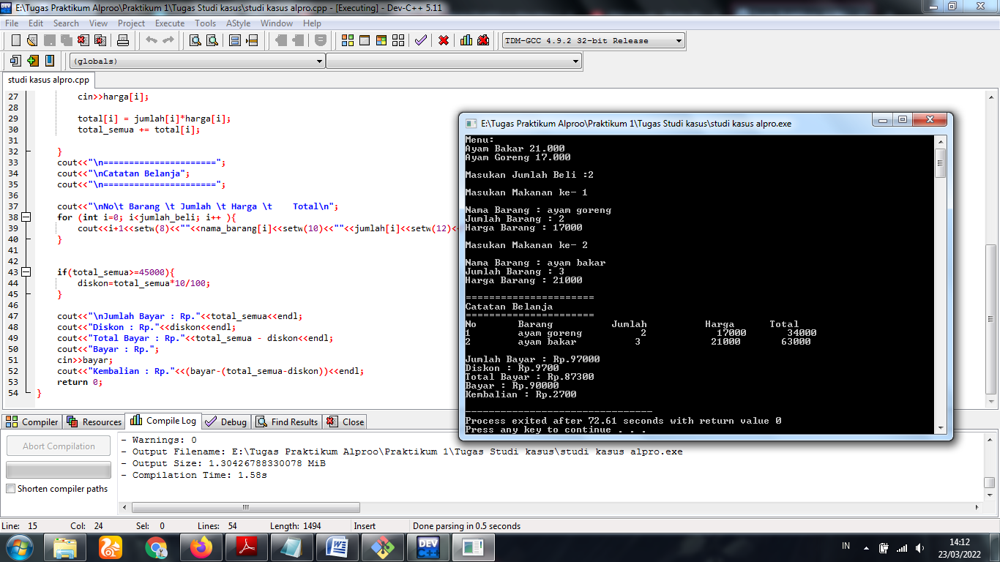 E:\Tugas Praktikum Alproo\Praktikum 1\Tugas Studi kasus\studi kasus alpro.cpp - [Executing] - Dev-C++ 5.11
File Edit Search View Project Execute Tools AStyle Window Help
TDM-GCC 4.9.2 32-bit Release
(globals)
studi kasus alpro.cpp
27 cin>>harga[i];
28
29 total[i] = jumlah[i]*harga[i];
30 total_semua += total[i];
31
32 }
33 cout<<"\n======================";
34 cout<<"\nCatatan Belanja";
35 cout<<"\n======================";
36
37 cout<<"\nNo\t Barang \t Jumlah \t Harga \t    Total\n";
38 for (int i=0; i<jumlah_beli; i++ ){
39 cout<<i+1<<setw(8)<<""<<nama_barang[i]<<setw(10)<<""<<jumlah[i]<<setw(12)<
40 }
41
42
43 if(total_semua>=45000){
44 diskon=total_semua*10/100;
45 }
46
47 cout<<"\nJumlah Bayar : Rp."<<total_semua<<endl;
48 cout<<"Diskon : Rp."<<diskon<<endl;
49 cout<<"Total Bayar : Rp."<<total_semua - diskon<<endl;
50 cout<<"Bayar : Rp.";
51 cin>>bayar;
52 cout<<"Kembalian : Rp."<<(bayar-(total_semua-diskon))<<endl;
53 return 0;
54 }
E:\Tugas Praktikum Alproo\Praktikum 1\Tugas Studi kasus\studi kasus alpro.exe
Menu:
Ayam Bakar 21.000
Ayam Goreng 17.000
Masukan Jumlah Beli :2
Masukan Makanan ke- 1
Nama Barang : ayam goreng
Jumlah Barang : 2
Harga Barang : 17000
Masukan Makanan ke- 2
Nama Barang : ayam bakar
Jumlah Barang : 3
Harga Barang : 21000
======================
Catatan Belanja
======================
No Barang Jumlah Harga Total
1 ayam goreng 2 17000 34000
2 ayam bakar 3 21000 63000
Jumlah Bayar : Rp.97000
Diskon : Rp.9700
Total Bayar : Rp.87300
Bayar : Rp.90000
Kembalian : Rp.2700
--------------------------------
Process exited after 72.61 seconds with return value 0
Press any key to continue . . .
Compiler Resources Compile Log Debug Find Results Close
Abort Compilation
Shorten compiler paths
- Warnings: 0
- Output Filename: E:\Tugas Praktikum Alproo\Praktikum 1\Tugas Studi kasus\studi kasus alpro.exe
- Output Size: 1.30426788330078 MiB
- Compilation Time: 1.58s
Line: 15 Col: 24 Sel: 0 Lines: 54 Length: 1494 Insert Done parsing in 0.5 seconds
DEV C++
IN
14:12
23/03/2022